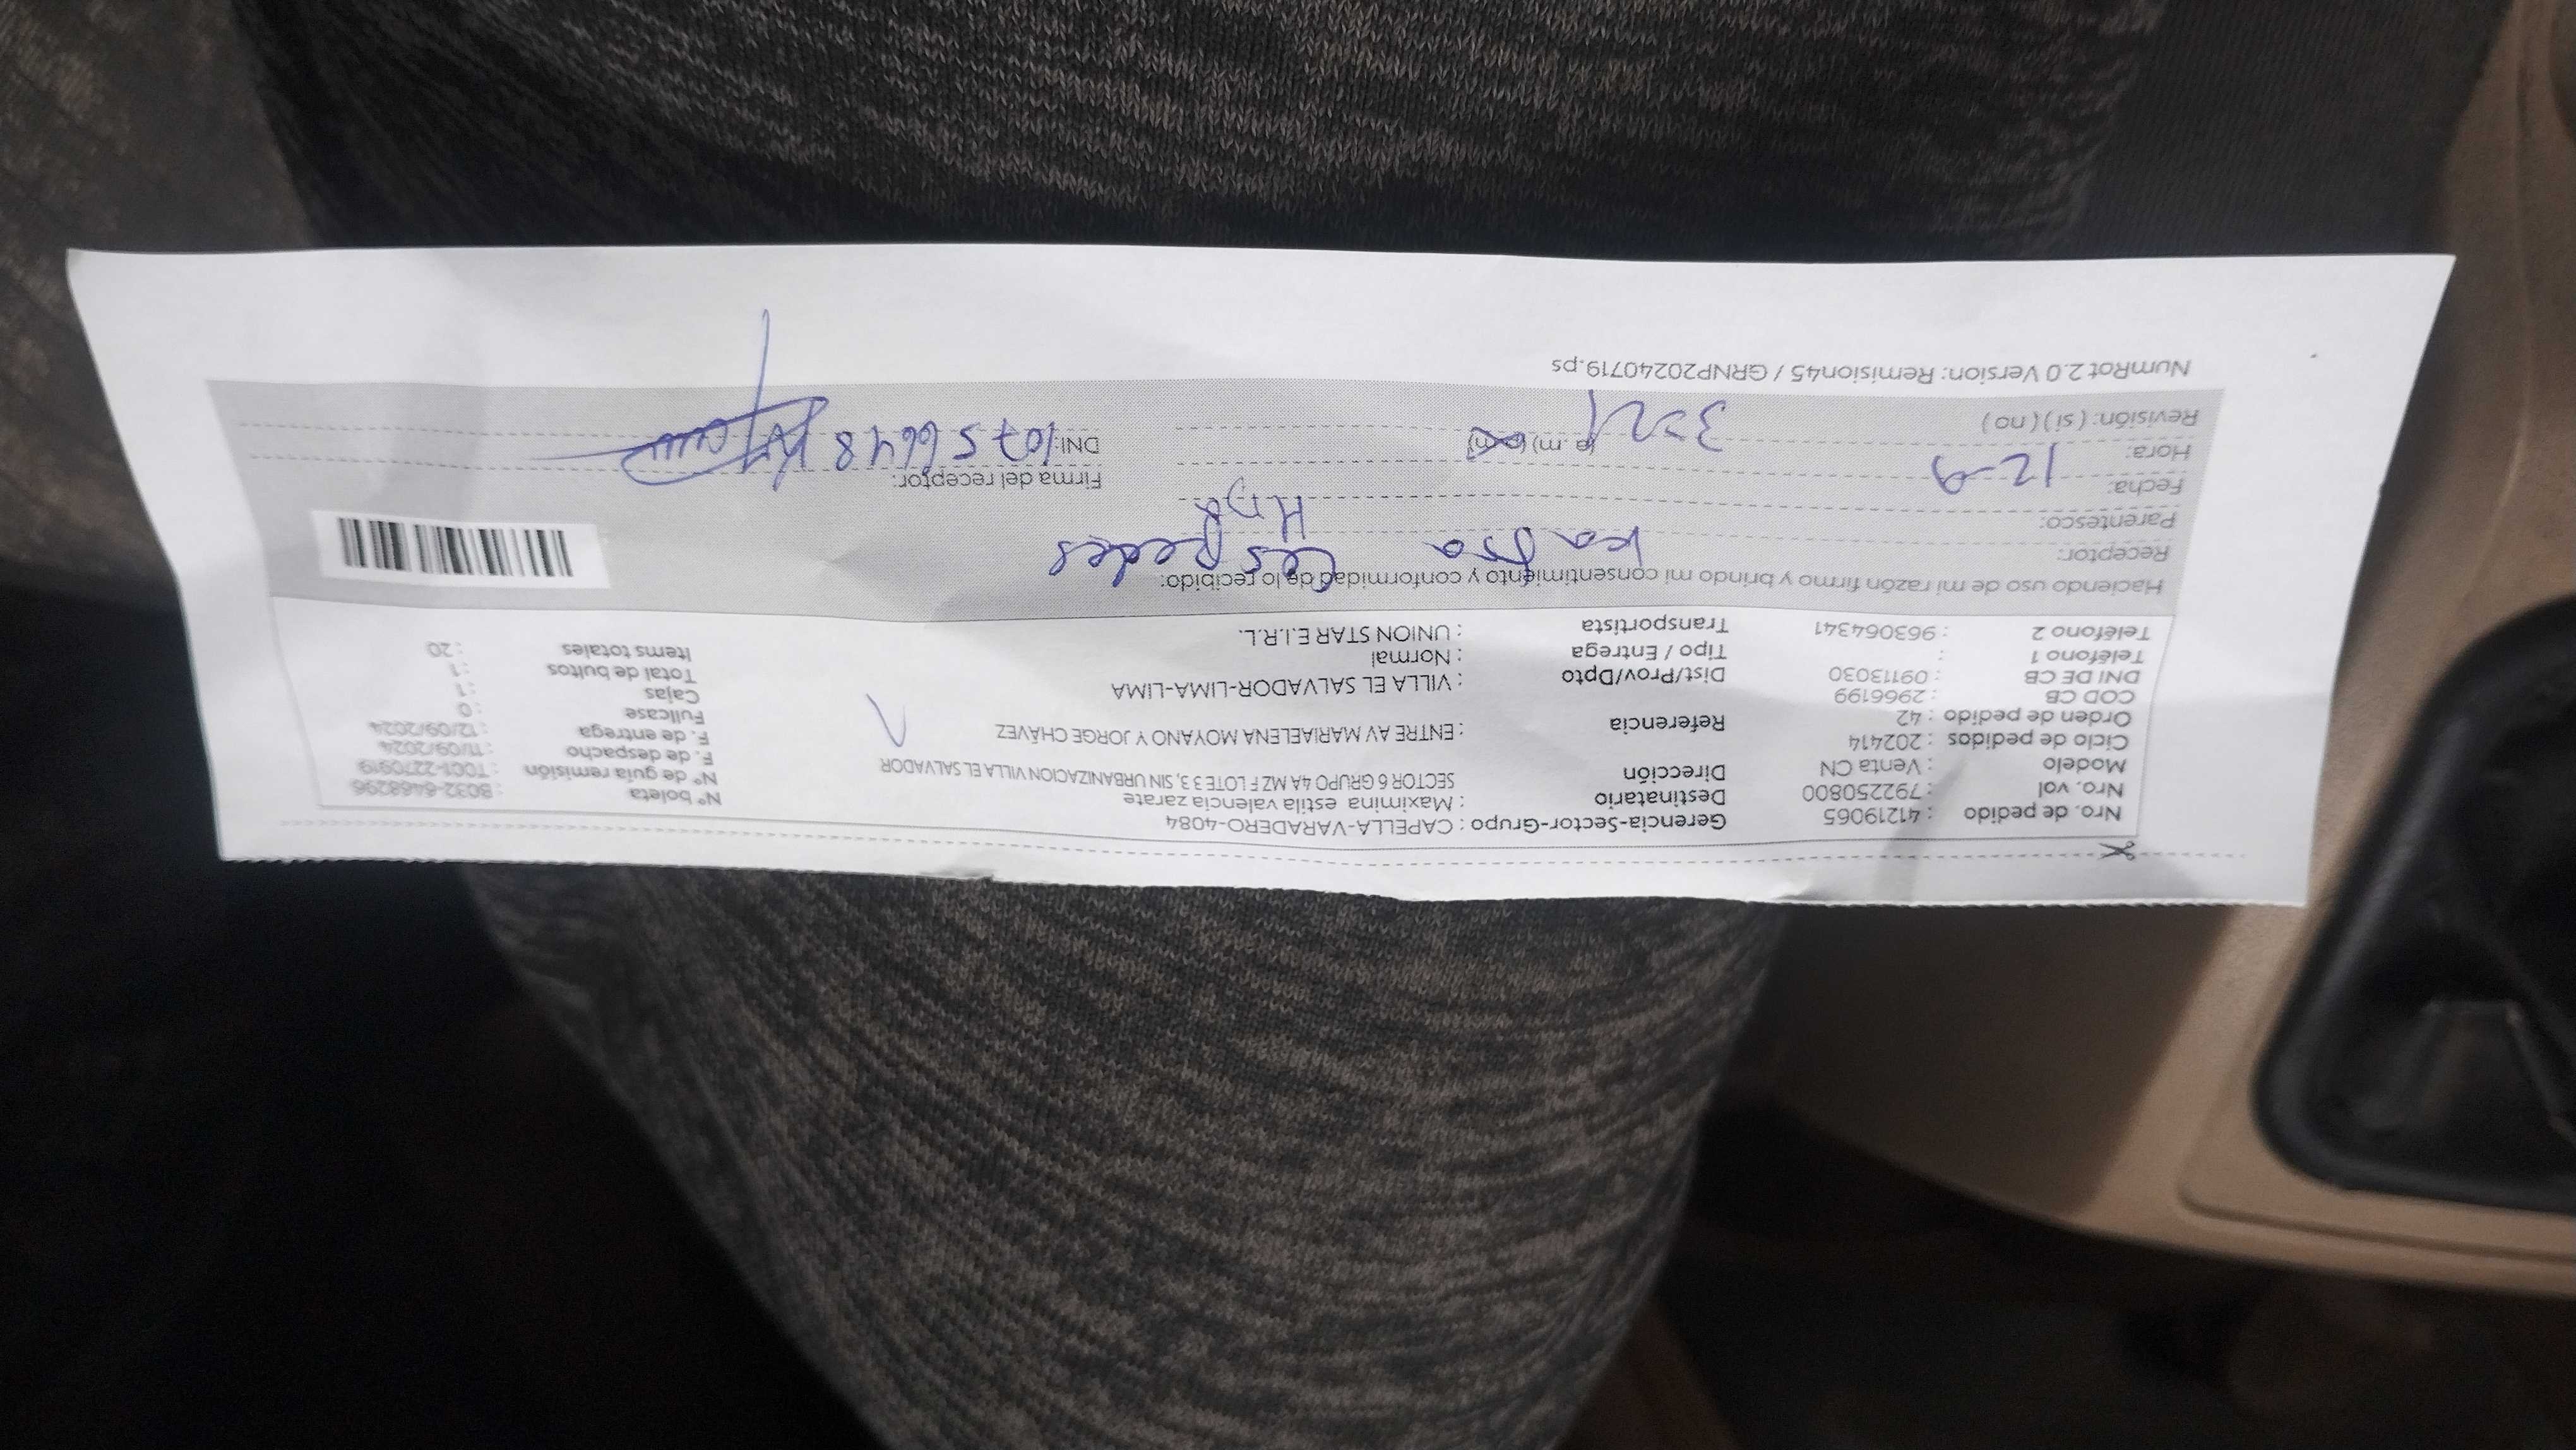 Nro. de pedido : 41219065
Nro. vol : 792250800
Modelo : Venta CN
Ciclo de pedidos : 202414
Orden de pedido : 42
COD CB : 2966199
DNI DE CB : 09113030
Teléfono 1 :
Teléfono 2 : 963064341
Gerencia-Sector-Grupo : CAPELLA-VARADERO-4084
Destinatario : Maximina estila valencia zarate
Dirección SECTOR 6 GRUPO 4A MZ F LOTE 3 3, SIN URBANIZACION VILLA EL SALVADOR
Referencia : ENTRE AV MARIAELENA MOYANO Y JORGE CHÁVEZ
Dist/Prov/Dpto : VILLA EL SALVADOR-LIMA-LIMA
Tipo / Entrega : Normal
Transportista : UNION STAR E.I.R.L.
Nº boleta : B032-6468296
Nº de guía remisión : T001-2270919
F. de despacho : 11/09/2024
F. de entrega : 12/09/2024
Fullcase : 0
Cajas : 1
Total de bultos : 1
Items totales : 20
Haciendo uso de mi razón firmo y brindo mi consentimiento y conformidad de lo recibido:
Receptor: Cespedes
Parentesco: Hija
Fecha: 12-9
Hora: (a. m) (p. m)
Revisión: ( si ) ( no )
Firma del receptor:
DNI: 10756648
NumRot 2.0 Version: Remision45 / GRNP20240719.ps